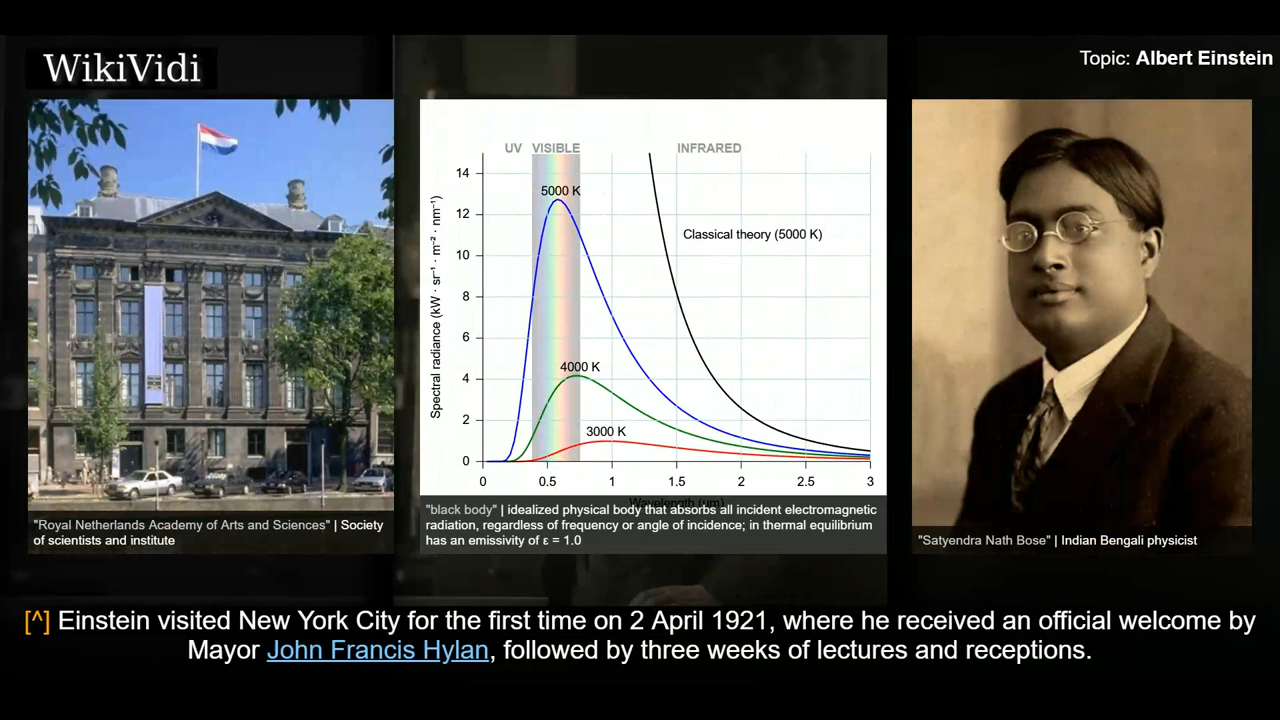 WikiVidi
Topic: Albert Einstein
UV VISIBLE INFRARED
Spectral radiance (kW · sr⁻¹ · m⁻² · nm⁻¹)
14
12
10
8
6
4
2
0
5000 K
Classical theory (5000 K)
4000 K
3000 K
0 0.5 1 1.5 2 2.5 3
Wavelength (μm)
"Royal Netherlands Academy of Arts and Sciences" | Society
of scientists and institute
"black body" | idealized physical body that absorbs all incident electromagnetic
radiation, regardless of frequency or angle of incidence; in thermal equilibrium
has an emissivity of ε = 1.0
"Satyendra Nath Bose" | Indian Bengali physicist
[^] Einstein visited New York City for the first time on 2 April 1921, where he received an official welcome by
Mayor John Francis Hylan, followed by three weeks of lectures and receptions.